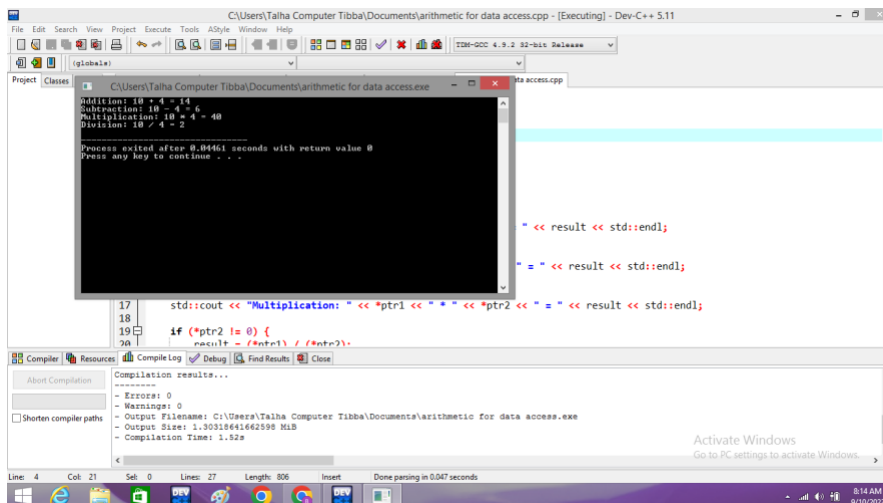 C:\Users\Talha Computer Tibba\Documents\arithmetic for data access.cpp - [Executing] - Dev-C++ 5.11
File Edit Search View Project Execute Tools AStyle Window Help
TDM-GCC 4.9.2 32-bit Release
(globals)
Project Classes
ata access.cpp
C:\Users\Talha Computer Tibba\Documents\arithmetic for data access.exe
Addition: 10 + 4 = 14
Subtraction: 10 - 4 = 6
Multiplication: 10 * 4 = 40
Division: 10 / 4 = 2
--------------------------------
Process exited after 0.04461 seconds with return value 0
Press any key to continue . . .
" << result << std::endl;
" = " << result << std::endl;
17 std::cout << "Multiplication: " << *ptr1 << " * " << *ptr2 << " = " << result << std::endl;
18
19 if (*ptr2 != 0) {
20 result = (*ptr1) / (*ptr2);
Compiler Resources Compile Log Debug Find Results Close
Abort Compilation
Shorten compiler paths
Compilation results...
--------
- Errors: 0
- Warnings: 0
- Output Filename: C:\Users\Talha Computer Tibba\Documents\arithmetic for data access.exe
- Output Size: 1.30318641662598 MiB
- Compilation Time: 1.52s
Activate Windows
Go to PC settings to activate Windows.
Line: 4 Col: 21 Sel: 0 Lines: 27 Length: 806 Insert Done parsing in 0.047 seconds
DEV
DEV
8:14 AM